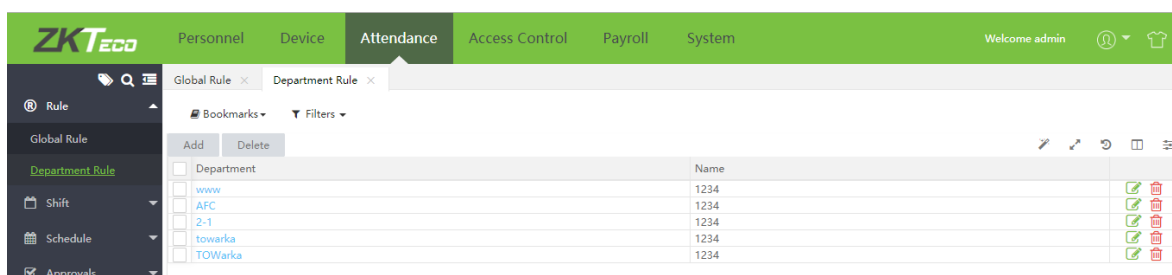 ZKTeco Personnel Device Attendance Access Control Payroll System Welcome admin
Global Rule × Department Rule ×
Rule
Bookmarks Filters
Global Rule
Add Delete
Department Name
Department Rule
www 1234
AFC 1234
Shift
2-1 1234
Schedule
towarka 1234
TOWarka 1234
Approvals